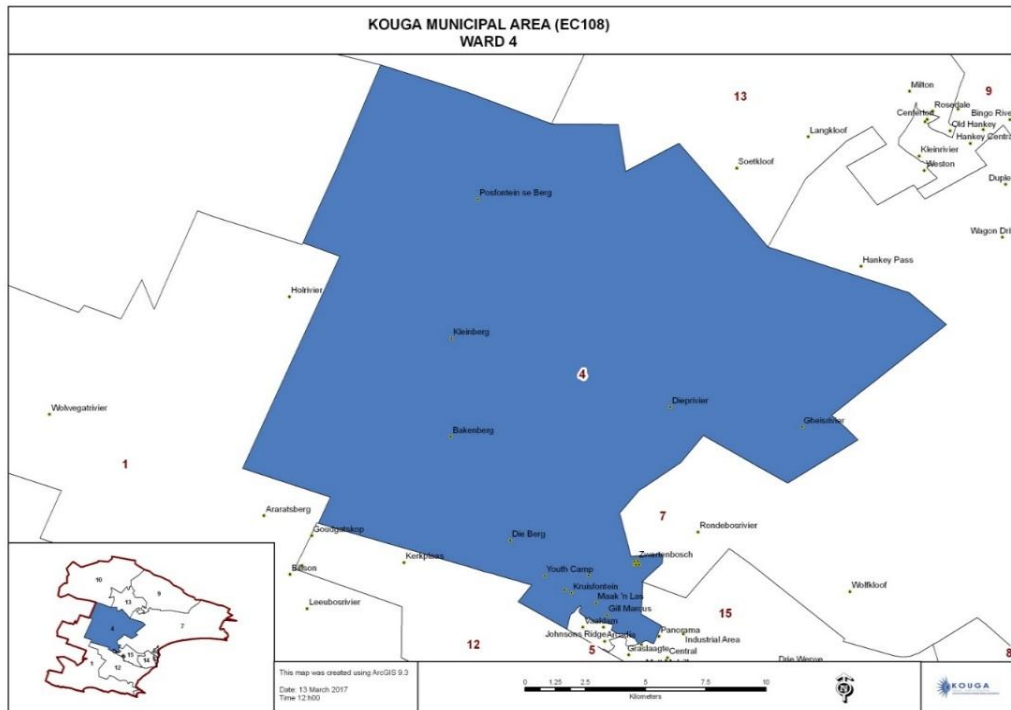 KOUGA MUNICIPAL AREA (EC108)
WARD 4
13
9
Milton
Rosedale
Centerton
Bingo Rive
Old Hankey
Hankey Central
Langkloof
Kleinrivier
Weston
Soetkloof
Posfontein se Berg
Wagon Dri
Hankey Pass
Holrivier
Kleinberg
4
Wolvegatrivier
Dieprivier
Bakenberg
1
7
Araratsberg
Rondebosrivier
Goudgatskop
Die Berg
Zwartenbosch
Kerkplaas
Youth Camp
Wolfkloof
Kruisfontein
Maak 'n Las
Leeubosrivier
Gill Marcus
15
Vaaldam
Johnsons Ridge
Arcadia
Panorama
Industrial Area
12
5
Graslaagte
Central
8
10
9
13
4
7
15
14
1
12
This map was created using ArcGIS 9.3
Date: 13 March 2017
Time 12:h00
0 1.25 2.5 5 7.5 10
Kilometers
KOUGA